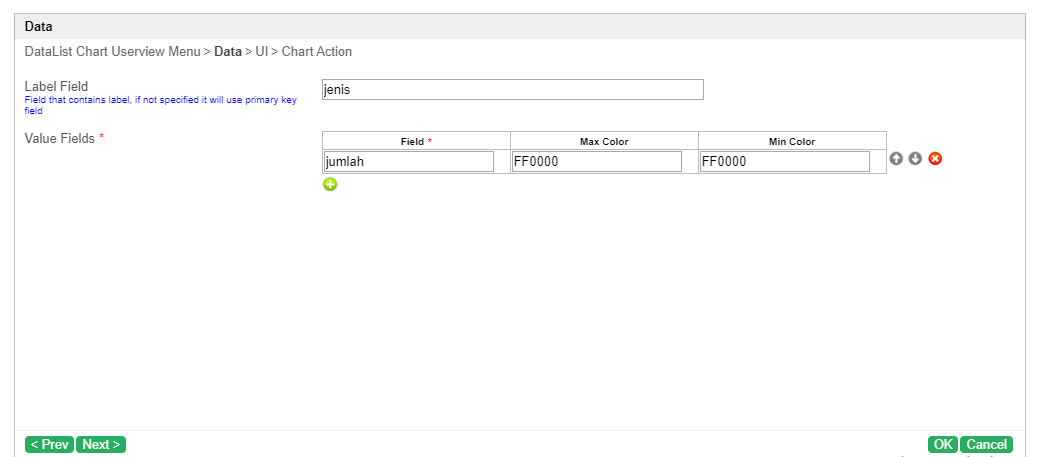 Data
DataList Chart Userview Menu > Data > UI > Chart Action
Label Field
Field that contains label, if not specified it will use primary key
field
jenis
Value Fields *
Field * Max Color Min Color
jumlah FF0000 FF0000
< Prev Next > OK Cancel